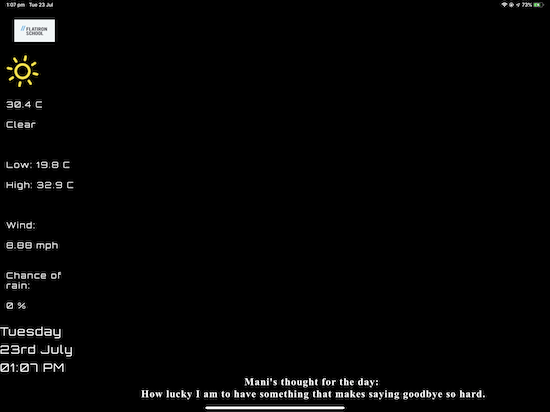 1:07 pm Tue 23 Jul
73%
// FLATIRON
SCHOOL
30.4 C
Clear
Low: 19.8 C
High: 32.9 C
Wind:
8.88 mph
Chance of
rain:
0 %
Tuesday
23rd July
01:07 PM
Mani's thought for the day:
How lucky I am to have something that makes saying goodbye so hard.